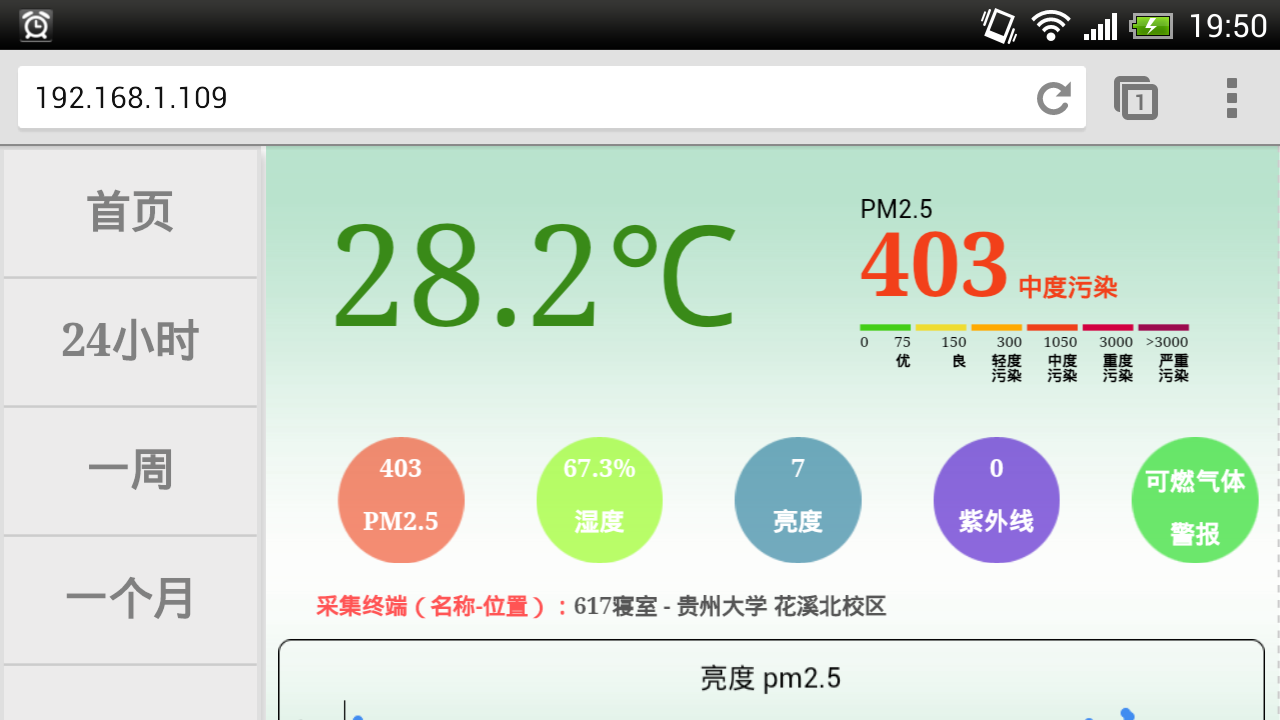 19:50
192.168.1.109
1
首页
24小时
一周
一个月
28.2℃
PM2.5
403 中度污染
0 75 150 300 1050 3000 >3000
优 良 轻度 中度 重度 严重
污染 污染 污染 污染
403 67.3% 7 0 可燃气体
PM2.5 湿度 亮度 紫外线 警报
采集终端（名称-位置）：617寝室 - 贵州大学 花溪北校区
亮度 pm2.5